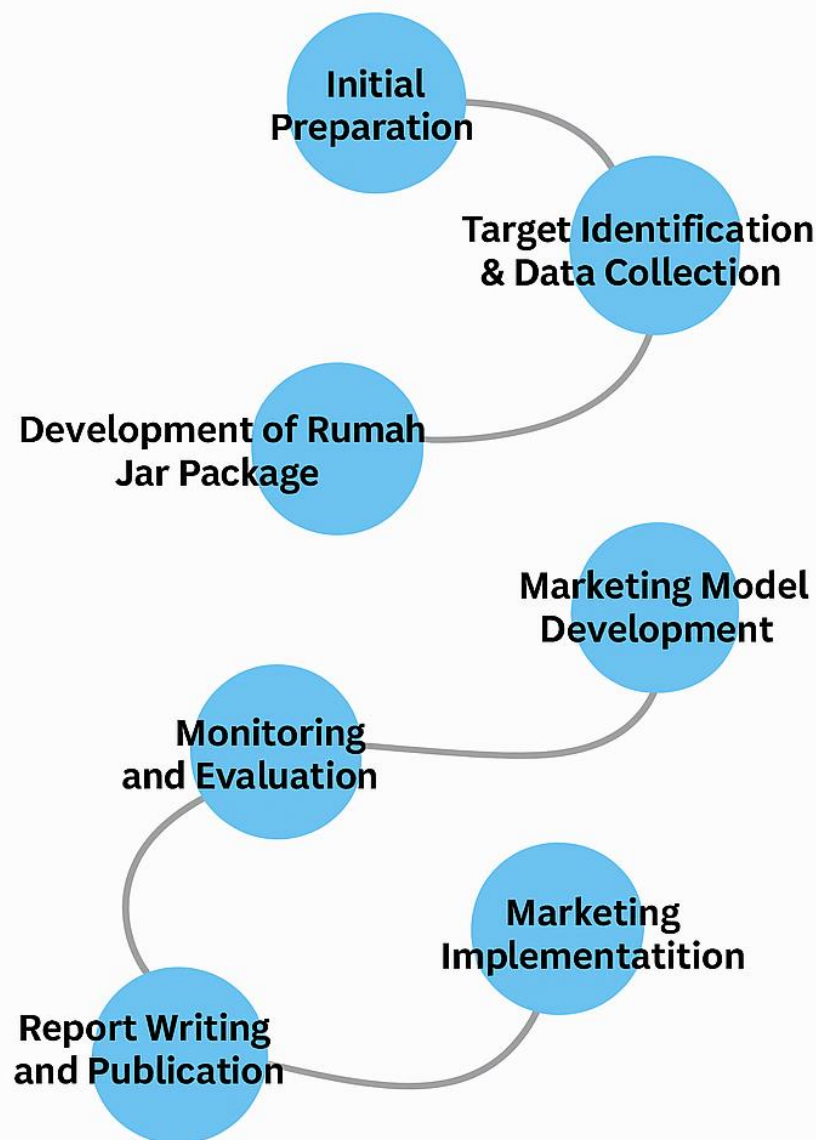 Initial
Preparation
Target Identification
& Data Collection
Development of Rumah
Jar Package
Marketing Model
Development
Monitoring
and Evaluation
Marketing
Implementatition
Report Writing
and Publication